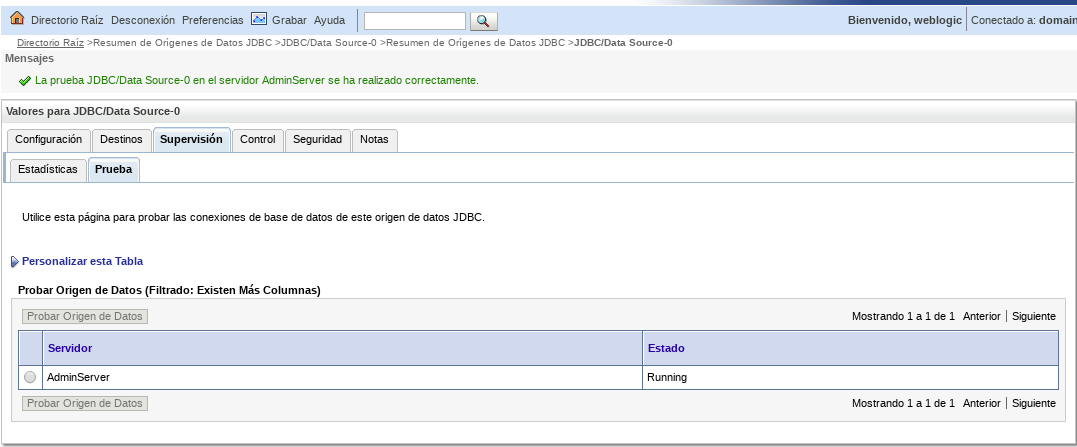 Directorio Raíz Desconexión Preferencias Grabar Ayuda Bienvenido, weblogic Conectado a: domain
Directorio Raíz >Resumen de Orígenes de Datos JDBC >JDBC/Data Source-0 >Resumen de Orígenes de Datos JDBC >JDBC/Data Source-0
Mensajes
La prueba JDBC/Data Source-0 en el servidor AdminServer se ha realizado correctamente.
Valores para JDBC/Data Source-0
Configuración Destinos Supervisión Control Seguridad Notas
Estadísticas Prueba
Utilice esta página para probar las conexiones de base de datos de este origen de datos JDBC.
Personalizar esta Tabla
Probar Origen de Datos (Filtrado: Existen Más Columnas)
Probar Origen de Datos Mostrando 1 a 1 de 1 Anterior | Siguiente
Servidor Estado
AdminServer Running
Probar Origen de Datos Mostrando 1 a 1 de 1 Anterior | Siguiente